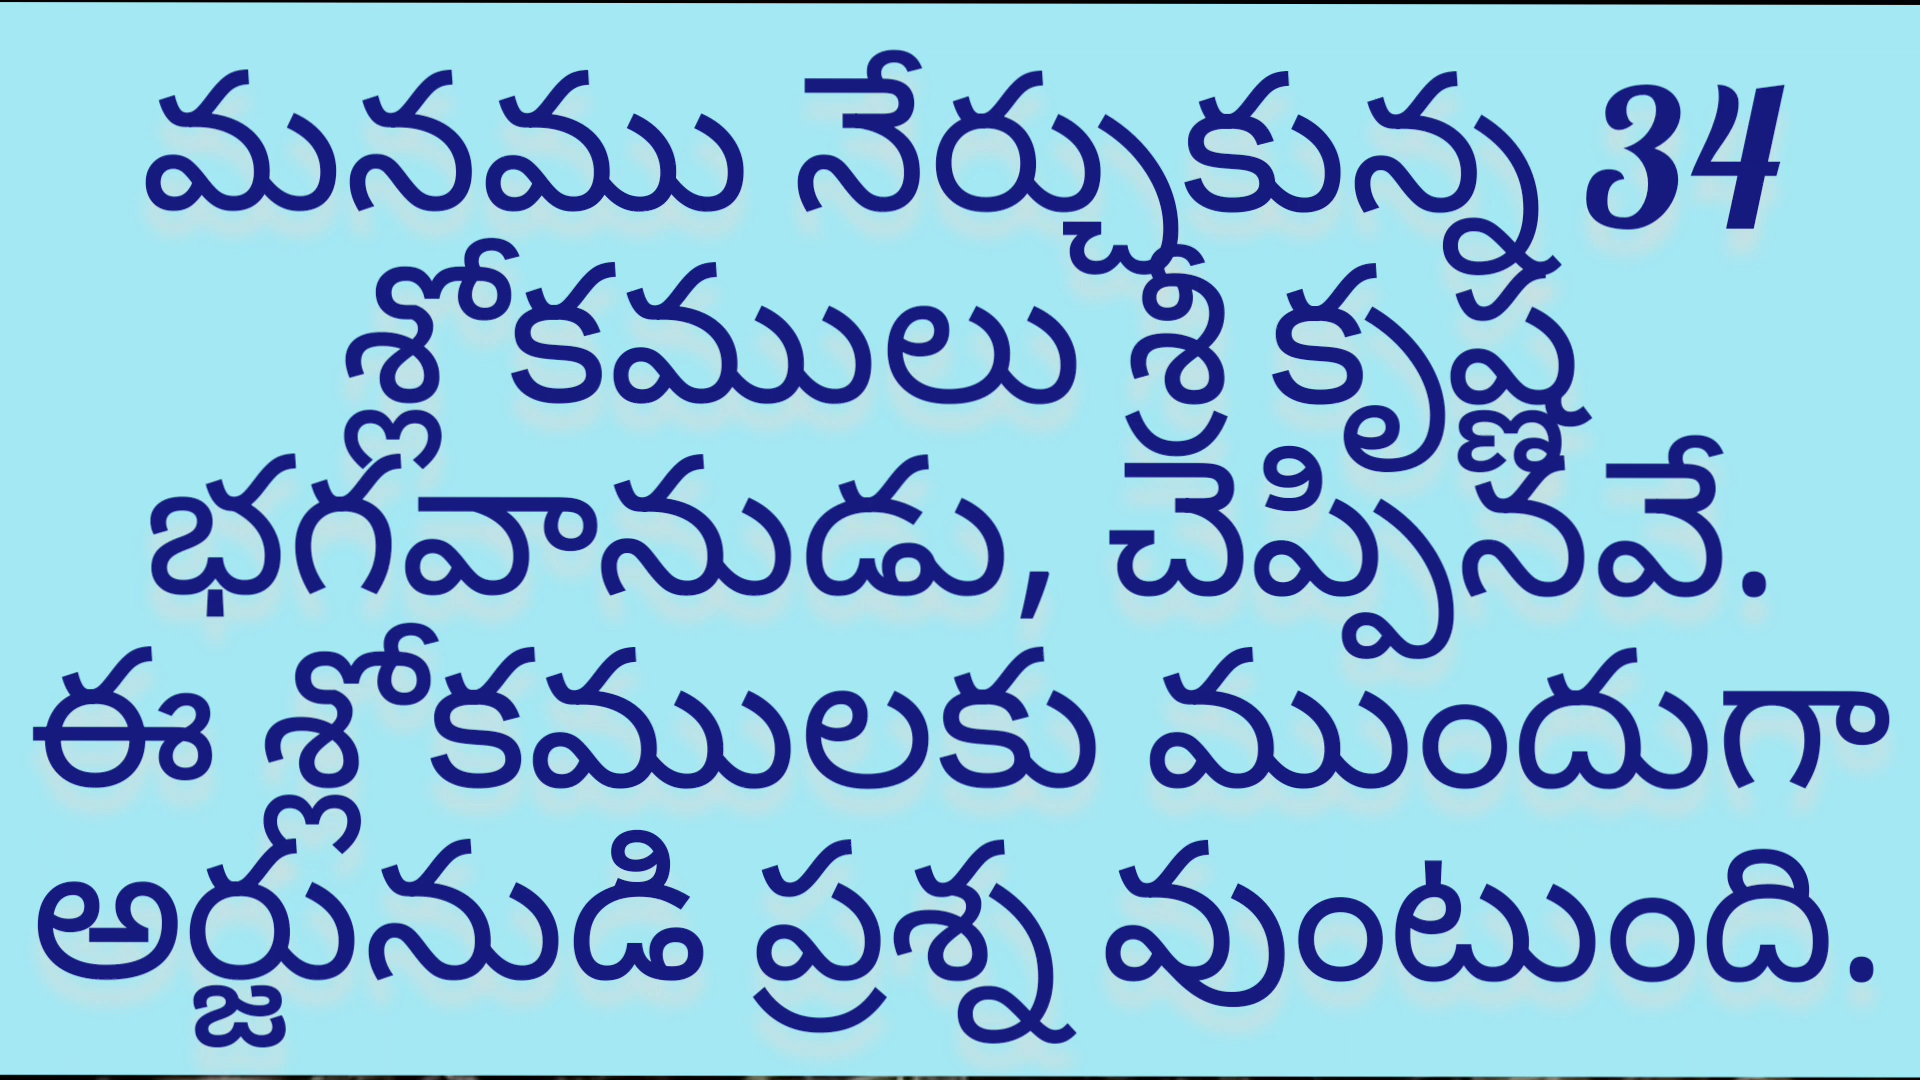 మనము నేర్చుకున్న 34
శ్లోకములు శ్రీ కృష్ణ
భగవానుడు, చెప్పినవే.
ఈ శ్లోకములకు ముందుగా
అర్జునుడి ప్రశ్న వుంటుంది.